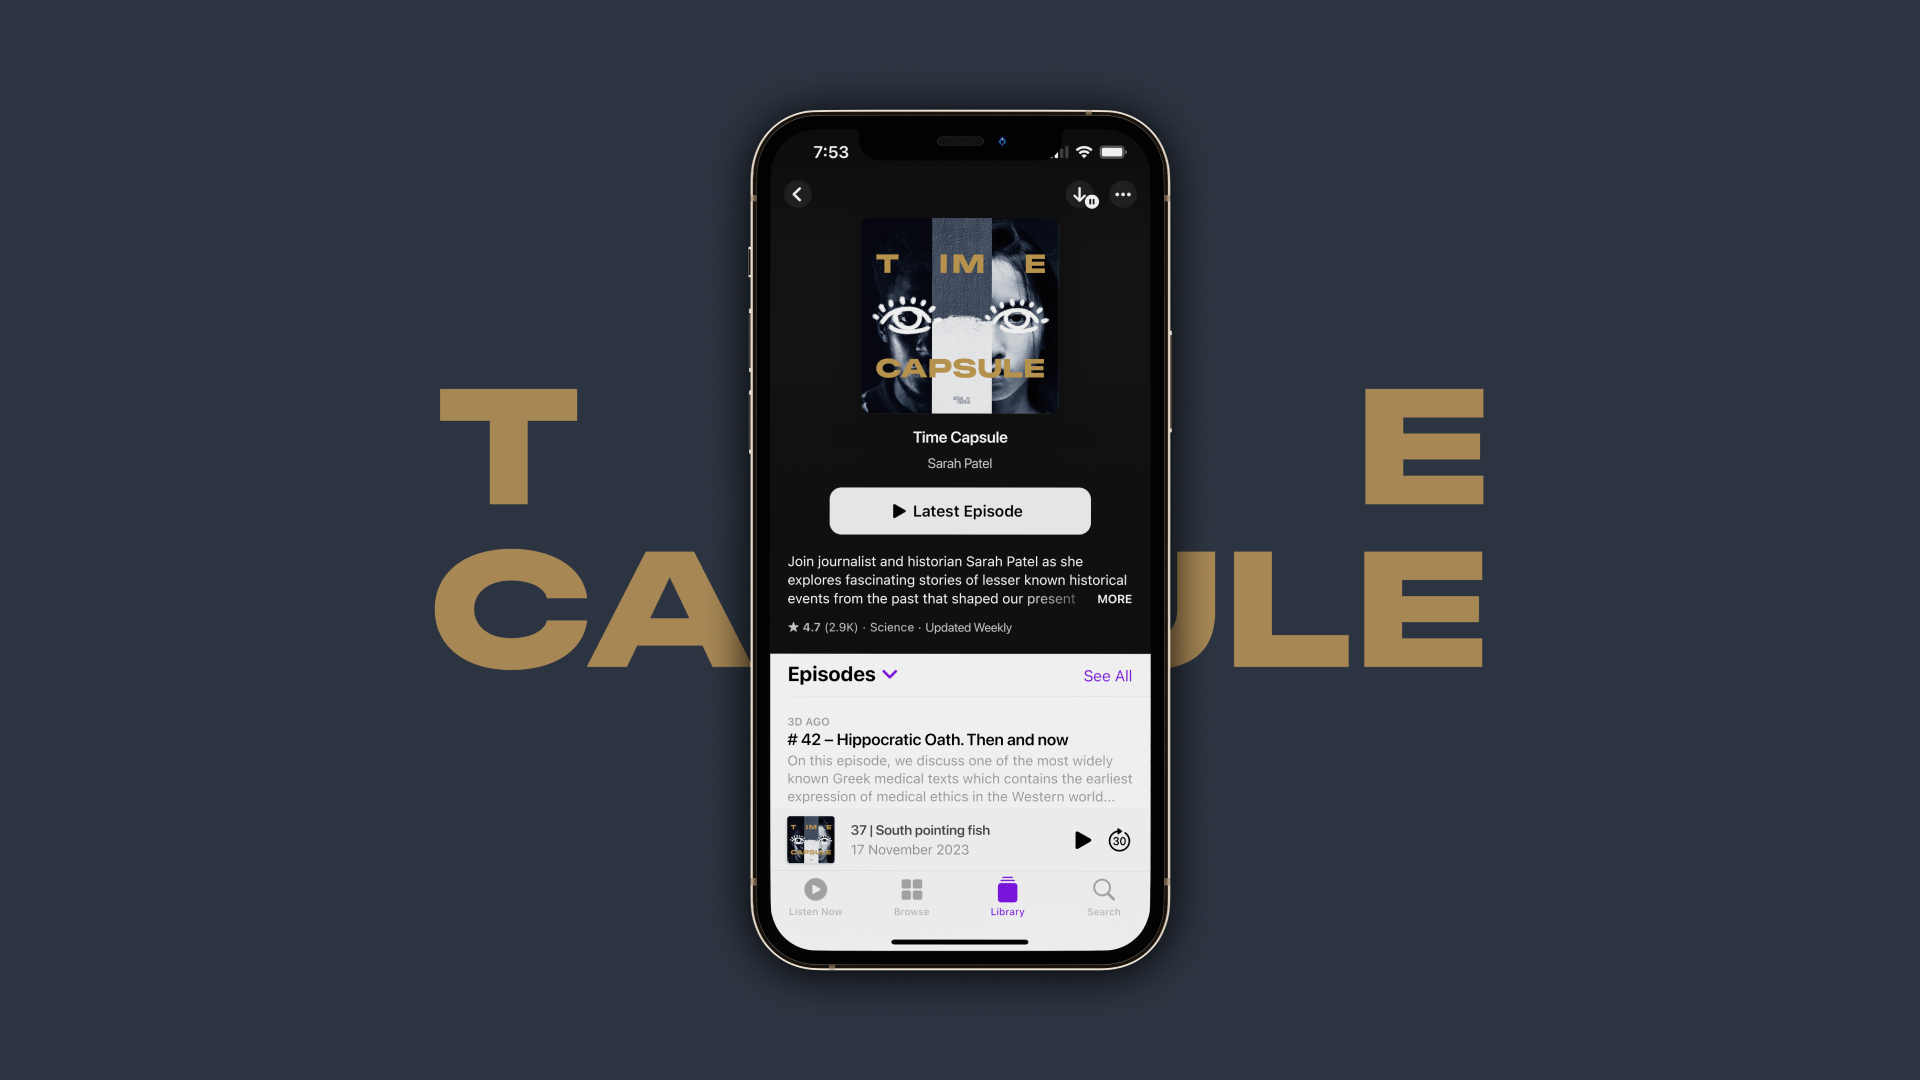 T E
CA ULE
7:53
T IM E
CAPSULE
Time Capsule
Sarah Patel
Latest Episode
Join journalist and historian Sarah Patel as she
explores fascinating stories of lesser known historical
events from the past that shaped our present MORE
4.7 (2.9K) · Science · Updated Weekly
Episodes See All
3D AGO
# 42 – Hippocratic Oath. Then and now
On this episode, we discuss one of the most widely
known Greek medical texts which contains the earliest
expression of medical ethics in the Western world...
T IM E
CAPSULE
37 | South pointing fish
17 November 2023
30
Listen Now Browse Library Search